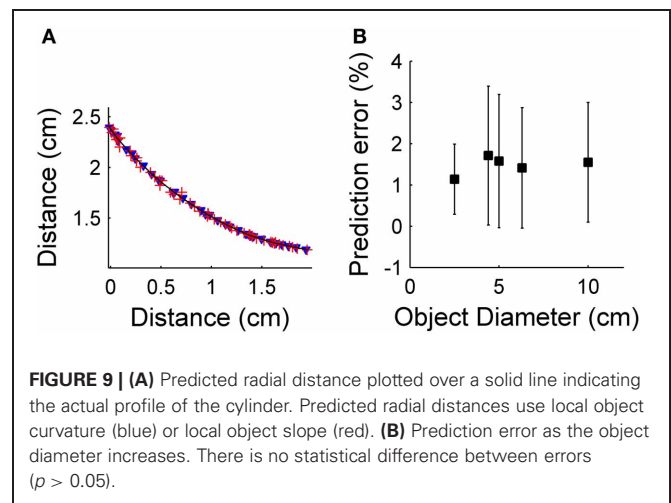 A
B
2.5
2
1.5
0
0.5
1
1.5
Distance (cm)
Distance (cm)
4
3
2
1
0
-1
0
5
10
Prediction error (%)
Object Diameter (cm)
FIGURE 9 | (A) Predicted radial distance plotted over a solid line indicating
the actual profile of the cylinder. Predicted radial distances use local object
curvature (blue) or local object slope (red). (B) Prediction error as the object
diameter increases. There is no statistical difference between errors
(p > 0.05).